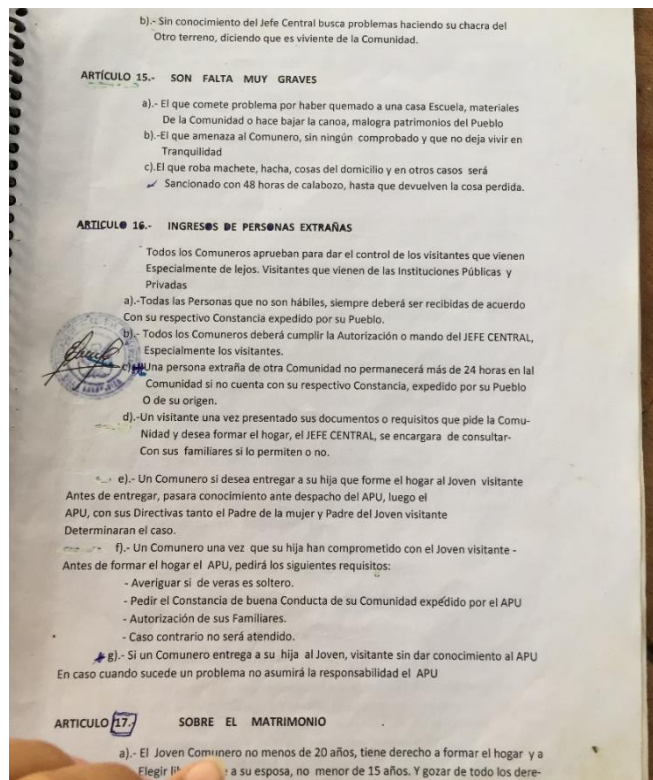 b).- Sin conocimiento del Jefe Central busca problemas haciendo su chacra del
Otro terreno, diciendo que es viviente de la Comunidad.
ARTÍCULO 15.- SON FALTA MUY GRAVES
a).- El que comete problema por haber quemado a una casa Escuela, materiales
De la Comunidad o hace bajar la canoa, malogra patrimonios del Pueblo
b).-El que amenaza al Comunero, sin ningún comprobado y que no deja vivir en
Tranquilidad
c).El que roba machete, hacha, cosas del domicilio y en otros casos será
Sancionado con 48 horas de calabozo, hasta que devuelven la cosa perdida.
ARTICULO 16.- INGRESOS DE PERSONAS EXTRAÑAS
Todos los Comuneros aprueban para dar el control de los visitantes que vienen
Especialmente de lejos. Visitantes que vienen de las Instituciones Públicas y
Privadas
a).-Todas las Personas que no son hábiles, siempre deberá ser recibidas de acuerdo
Con su respectivo Constancia expedido por su Pueblo.
b).- Todos los Comuneros deberá cumplir la Autorización o mando del JEFE CENTRAL,
Especialmente los visitantes.
c) Una persona extraña de otra Comunidad no permanecerá más de 24 horas en lal
Comunidad si no cuenta con su respectivo Constancia, expedido por su Pueblo
O de su origen.
d).-Un visitante una vez presentado sus documentos o requisitos que pide la Comu-
Nidad y desea formar el hogar, el JEFE CENTRAL, se encargara de consultar-
Con sus familiares si lo permiten o no.
e).- Un Comunero si desea entregar a su hija que forme el hogar al Joven visitante
Antes de entregar, pasara conocimiento ante despacho del APU, luego el
APU, con sus Directivas tanto el Padre de la mujer y Padre del Joven visitante
Determinaran el caso.
f).- Un Comunero una vez que su hija han comprometido con el Joven visitante -
Antes de formar el hogar el APU, pedirá los siguientes requisitos:
- Averiguar si de veras es soltero.
- Pedir el Constancia de buena Conducta de su Comunidad expédido por el APU
- Autorización de sus Familiares.
- Caso contrario no será atendido.
g).- Si un Comunero entrega a su hija al Joven, visitante sin dar conocimiento al APU
En caso cuando sucede un problema no asumirá la responsabilidad el APU
ARTICULO 17.- SOBRE EL MATRIMONIO
a).- El Joven Comunero no menos de 20 años, tiene derecho a formar el hogar y a
Elegir a su esposa, no menor de 15 años. Y gozar de todo los dere-